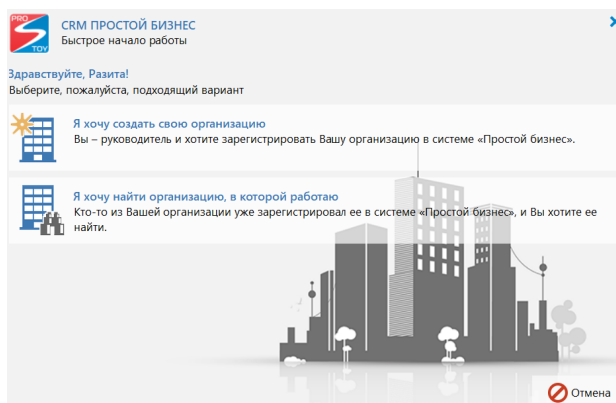 PRO
TOY
CRM ПРОСТОЙ БИЗНЕС
Быстрое начало работы
Здравствуйте, Разита!
Выберите, пожалуйста, подходящий вариант
Я хочу создать свою организацию
Вы – руководитель и хотите зарегистрировать Вашу организацию в системе «Простой бизнес».
Я хочу найти организацию, в которой работаю
Кто-то из Вашей организации уже зарегистрировал ее в системе «Простой бизнес», и Вы хотите ее
найти.
Отмена